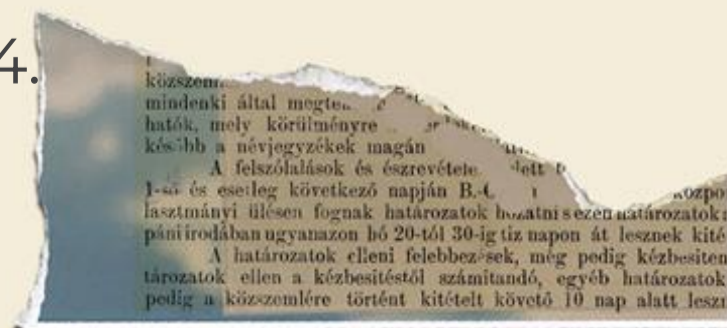 4.
közszem
mindenki által megte
hatók, mely körülményre
később a névjegyzékek magán
A felszólalások és észrevétele
1-ső és esetleg következő napján B.-
lasztmányi ülésen fognak határozatok hozatni s ezen határozatok
páni irodában ugyanazon hó 20-tól 30-ig tiz napon át lesznek kité
A határozatok elleni felebbezések, még pedig kézbesiten
tározatok ellen a kézbesitéstől számitandó, egyéb határozatok
pedig a közszemlére történt kitételt követő 10 nap alatt lesz